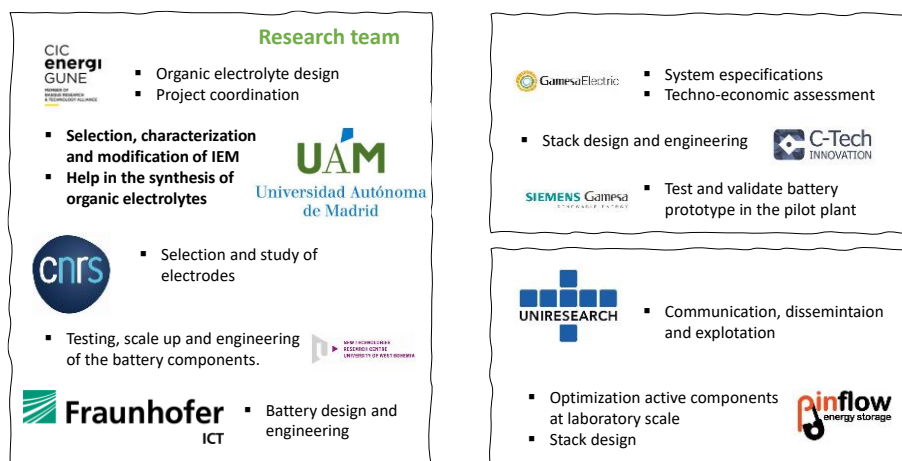 Research team
CIC
energi
GUNE
MEMBER OF
BASQUE RESEARCH
& TECHNOLOGY ALLIANCE
▪ Organic electrolyte design
▪ Project coordination
▪ Selection, characterization
and modification of IEM
▪ Help in the synthesis of
organic electrolytes
UAM
Universidad Autónoma
de Madrid
cnrs
▪ Selection and study of
electrodes
▪ Testing, scale up and engineering
of the battery components.
NEW TECHNOLOGIES
RESEARCH CENTRE
UNIVERSITY OF WEST BOHEMIA
Fraunhofer
ICT
▪ Battery design and
engineering
GamesaElectric
▪ System especifications
▪ Techno-economic assessment
▪ Stack design and engineering
C-Tech
INNOVATION
SIEMENS Gamesa
RENEWABLE ENERGY
▪ Test and validate battery
prototype in the pilot plant
UNIRESEARCH
▪ Communication, dissemintaion
and explotation
▪ Optimization active components
at laboratory scale
▪ Stack design
pinflow
energy storage